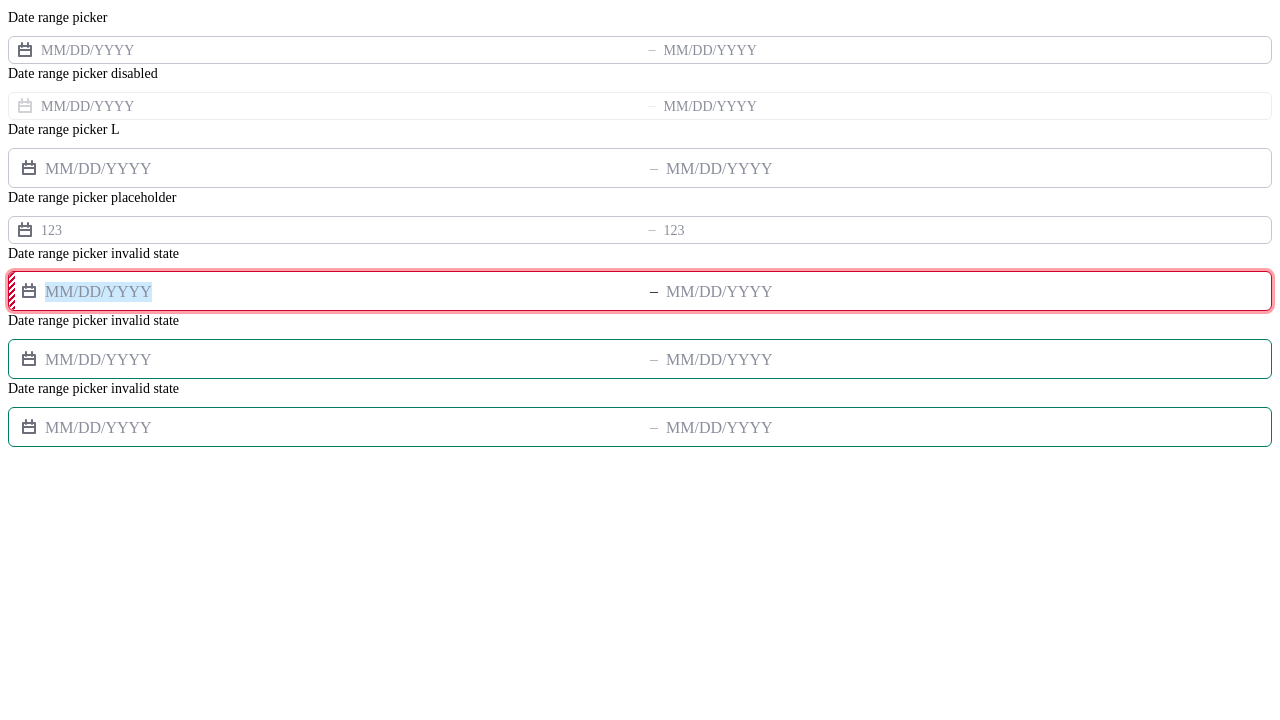 Date range picker
MM/DD/YYYY – MM/DD/YYYY
Date range picker disabled
MM/DD/YYYY – MM/DD/YYYY
Date range picker L
MM/DD/YYYY – MM/DD/YYYY
Date range picker placeholder
123 – 123
Date range picker invalid state
MM/DD/YYYY – MM/DD/YYYY
Date range picker invalid state
MM/DD/YYYY – MM/DD/YYYY
Date range picker invalid state
MM/DD/YYYY – MM/DD/YYYY